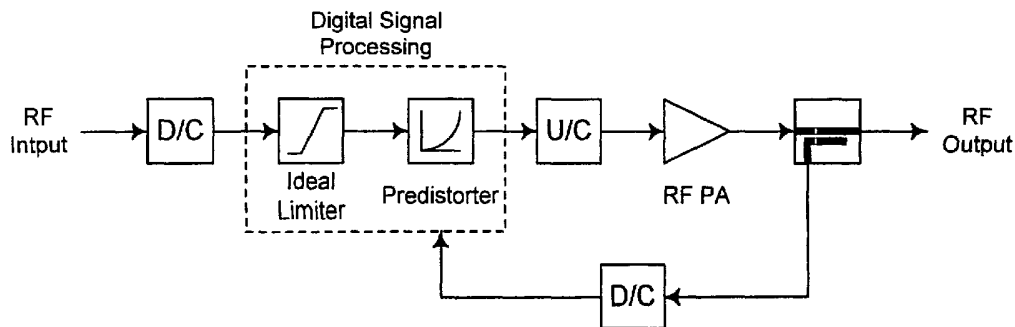 Digital Signal
Processing
RF
Intput
D/C
Ideal
Limiter
Predistorter
U/C
RF PA
RF
Output
D/C